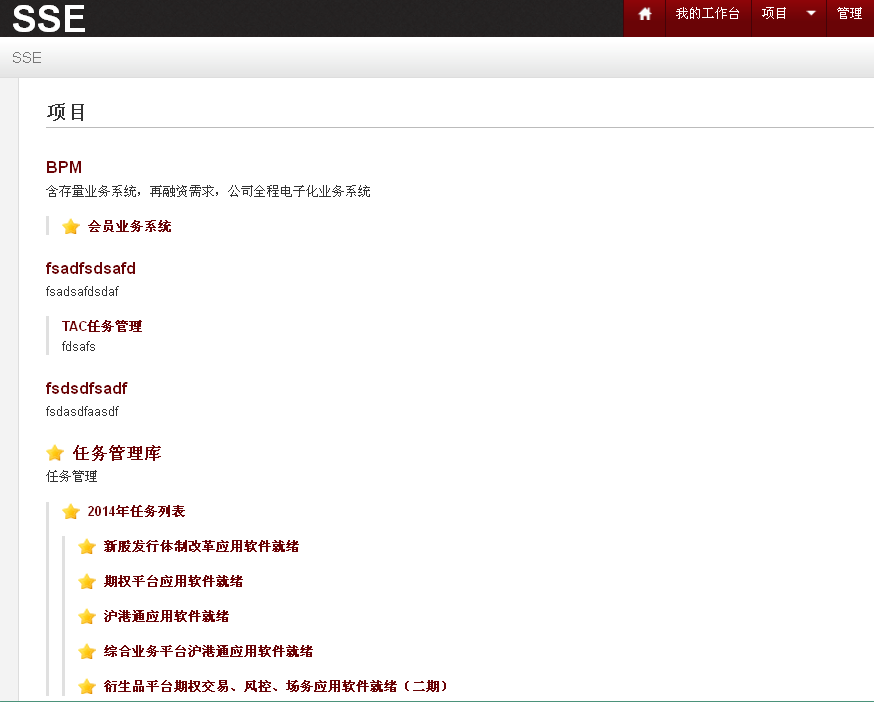 SSE
我的工作台 项目 管理
SSE
项目
BPM
含存量业务系统，再融资需求，公司全程电子化业务系统
会员业务系统
fsadfsdsafd
fsadsafdsdaf
TAC任务管理
fdsafs
fsdsdfsadf
fsdasdfaasdf
任务管理库
任务管理
2014年任务列表
新股发行体制改革应用软件就绪
期权平台应用软件就绪
沪港通应用软件就绪
综合业务平台沪港通应用软件就绪
衍生品平台期权交易、风控、场务应用软件就绪（二期）